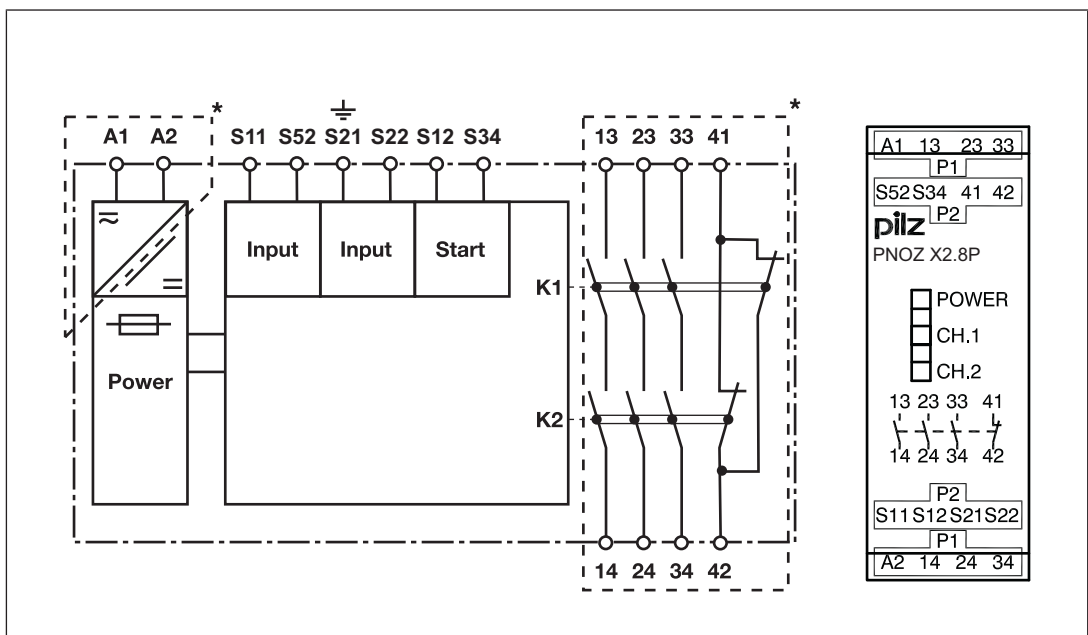 * *
A1 A2 S11 S52 S21 S22 S12 S34 13 23 33 41
Input Input Start
K1
Power
K2
14 24 34 42
A1 13 23 33
P1
S52 S34 41 42
P2
pilz
PNOZ X2.8P
POWER
CH.1
CH.2
13 23 33 41
14 24 34 42
P2
S11 S12 S21 S22
P1
A2 14 24 34